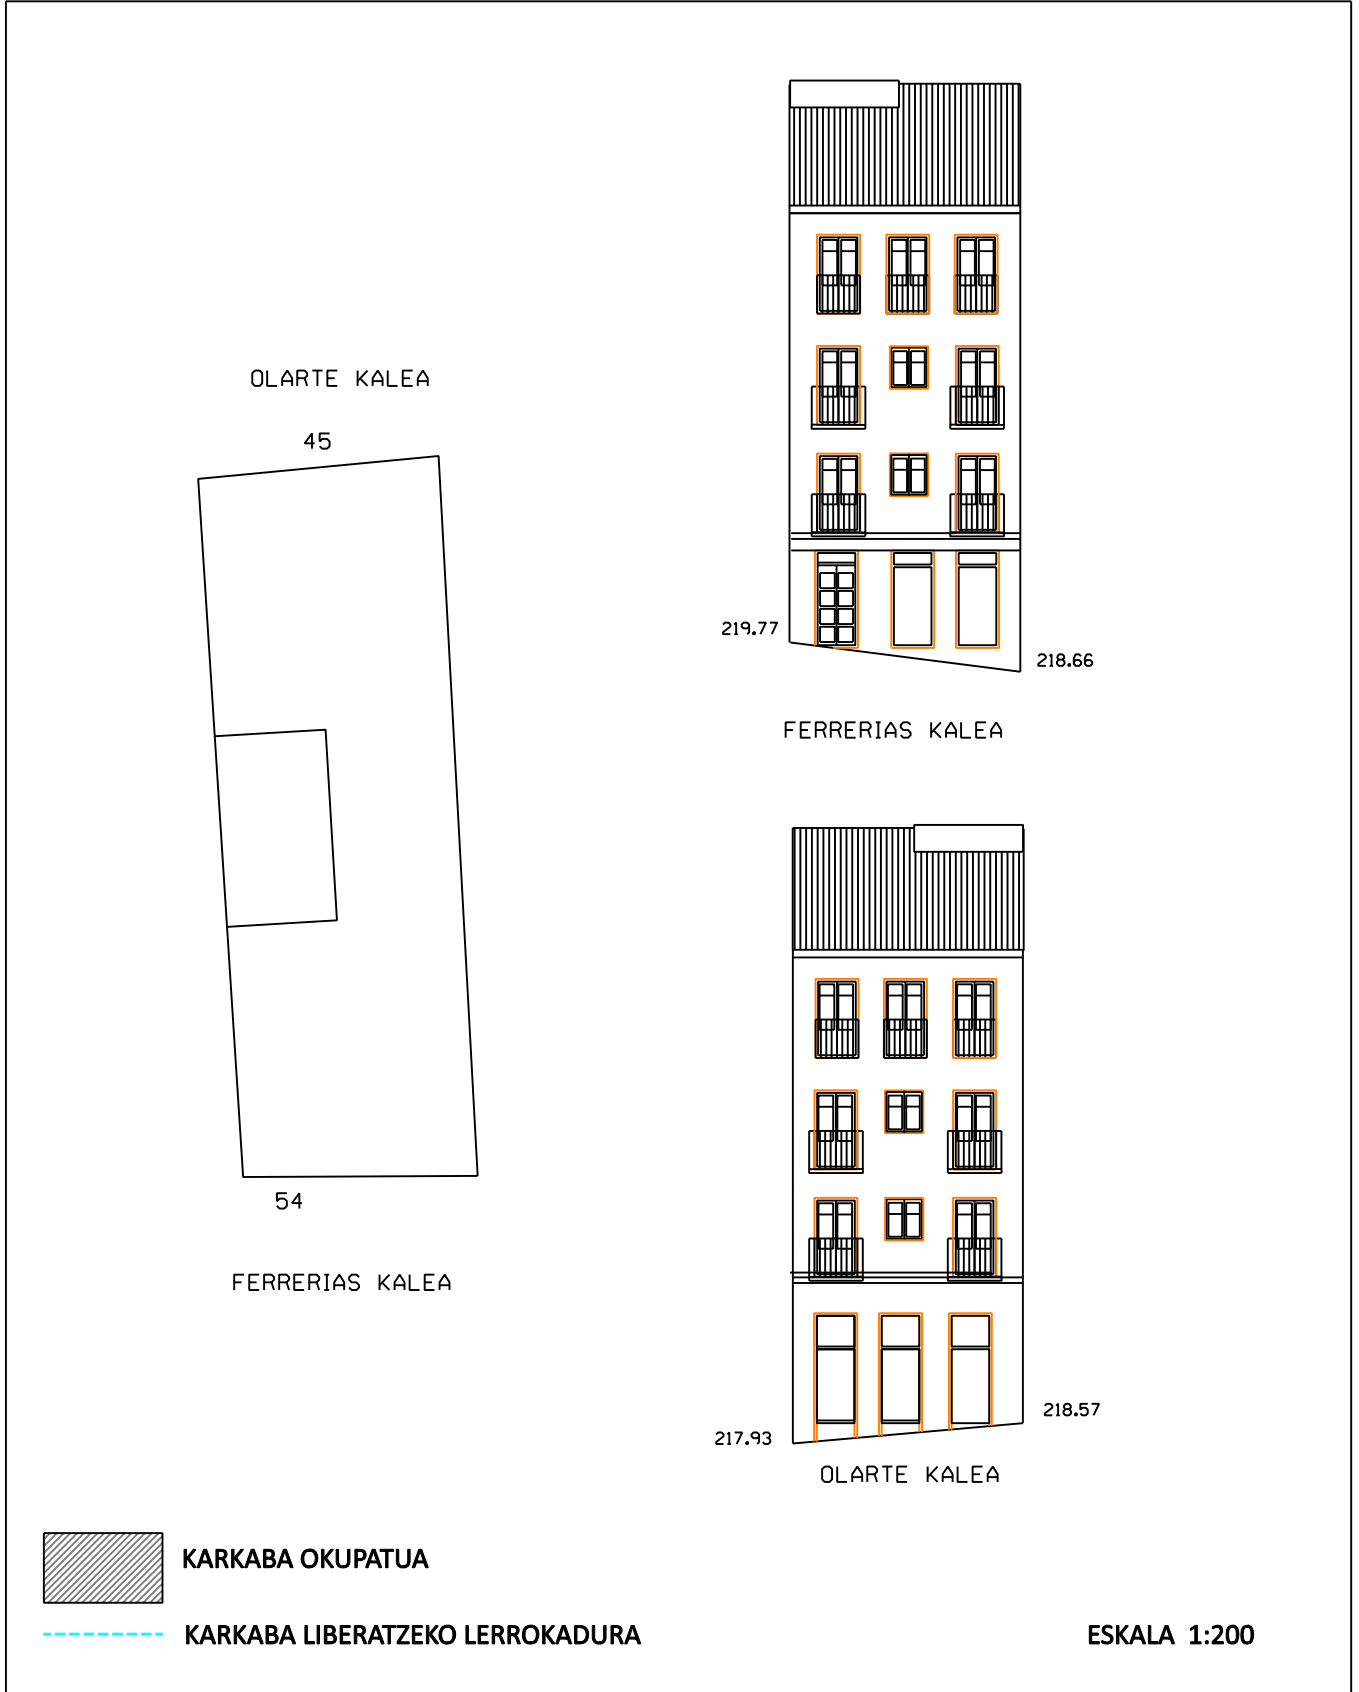 OLARTE KALEA
45
54
FERRERIAS KALEA
219.77
218.66
FERRERIAS KALEA
217.93
218.57
OLARTE KALEA
KARKABA OKUPATUA
KARKABA LIBERATZEKO LERROKADURA
ESKALA 1:200